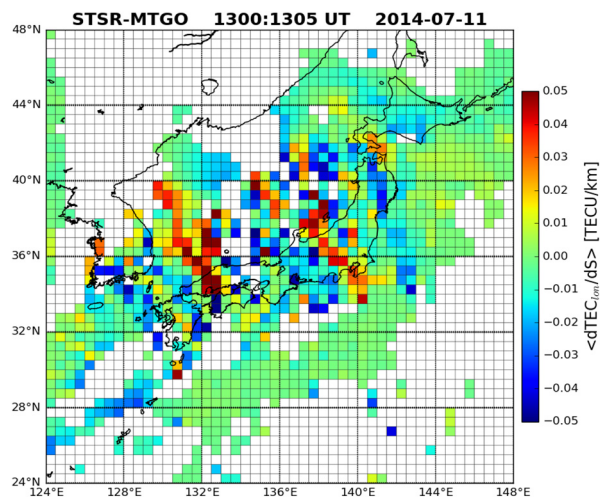 STSR-MTGO 1300:1305 UT 2014-07-11
48°N
44°N
40°N
36°N
32°N
28°N
24°N
124°E 128°E 132°E 136°E 140°E 144°E 148°E
0.05
0.04
0.03
0.02
0.01
0.00
−0.01
−0.02
−0.03
−0.04
−0.05
<dTEC_lon/dS> [TECU/km]